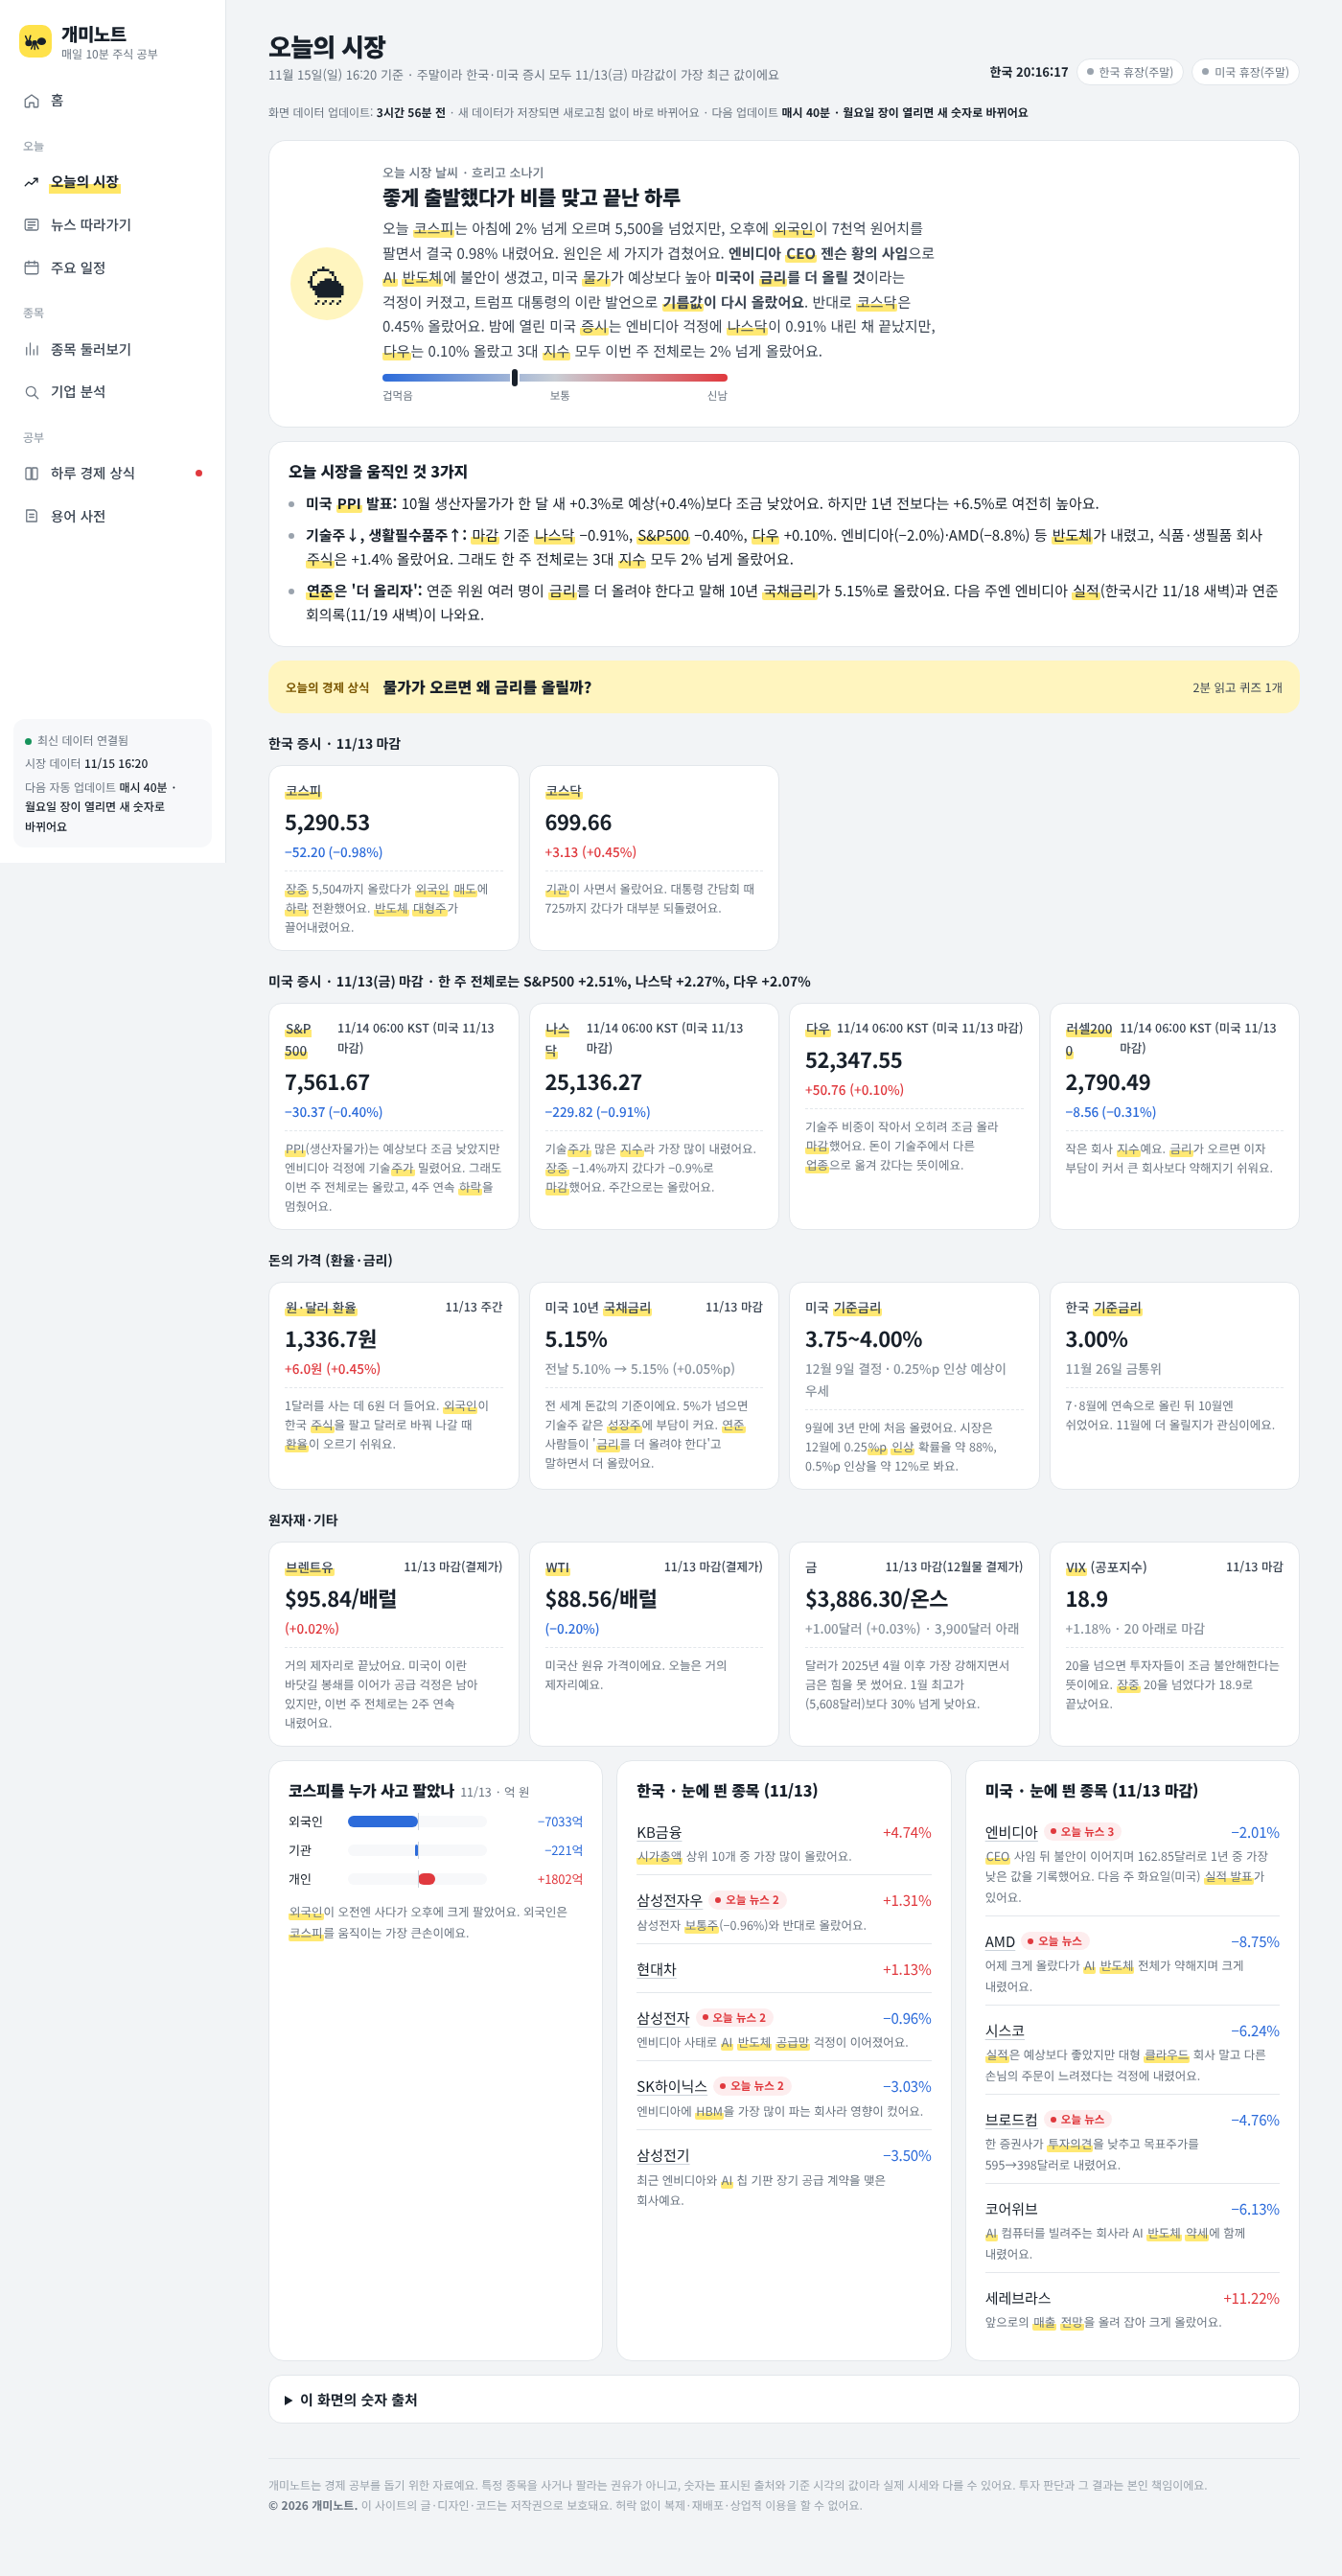 개미노트
매일 10분 주식 공부
홈
오늘
오늘의 시장
뉴스 따라가기
주요 일정
종목
종목 둘러보기
기업 분석
공부
하루 경제 상식
용어 사전
최신 데이터 연결됨
시장 데이터 11/15 16:20
다음 자동 업데이트 매시 40분 ·
월요일 장이 열리면 새 숫자로
바뀌어요
오늘의 시장
11월 15일(일) 16:20 기준 · 주말이라 한국·미국 증시 모두 11/13(금) 마감값이 가장 최근 값이에요
한국 20:16:17
한국 휴장(주말)
미국 휴장(주말)
화면 데이터 업데이트: 3시간 56분 전 · 새 데이터가 저장되면 새로고침 없이 바로 바뀌어요 · 다음 업데이트 매시 40분 · 월요일 장이 열리면 새 숫자로 바뀌어요
오늘 시장 날씨 · 흐리고 소나기
좋게 출발했다가 비를 맞고 끝난 하루
오늘 코스피는 아침에 2% 넘게 오르며 5,500을 넘었지만, 오후에 외국인이 7천억 원어치를
팔면서 결국 0.98% 내렸어요. 원인은 세 가지가 겹쳤어요. 엔비디아 CEO 젠슨 황의 사임으로
AI 반도체에 불안이 생겼고, 미국 물가가 예상보다 높아 미국이 금리를 더 올릴 것이라는
걱정이 커졌고, 트럼프 대통령의 이란 발언으로 기름값이 다시 올랐어요. 반대로 코스닥은
0.45% 올랐어요. 밤에 열린 미국 증시는 엔비디아 걱정에 나스닥이 0.91% 내린 채 끝났지만,
다우는 0.10% 올랐고 3대 지수 모두 이번 주 전체로는 2% 넘게 올랐어요.
겁먹음
보통
신남
오늘 시장을 움직인 것 3가지
미국 PPI 발표: 10월 생산자물가가 한 달 새 +0.3%로 예상(+0.4%)보다 조금 낮았어요. 하지만 1년 전보다는 +6.5%로 여전히 높아요.
기술주↓, 생활필수품주↑: 마감 기준 나스닥 −0.91%, S&P500 −0.40%, 다우 +0.10%. 엔비디아(−2.0%)·AMD(−8.8%) 등 반도체가 내렸고, 식품·생필품 회사
주식은 +1.4% 올랐어요. 그래도 한 주 전체로는 3대 지수 모두 2% 넘게 올랐어요.
연준은 '더 올리자': 연준 위원 여러 명이 금리를 더 올려야 한다고 말해 10년 국채금리가 5.15%로 올랐어요. 다음 주엔 엔비디아 실적(한국시간 11/18 새벽)과 연준
회의록(11/19 새벽)이 나와요.
오늘의 경제 상식
물가가 오르면 왜 금리를 올릴까?
2분 읽고 퀴즈 1개
한국 증시 · 11/13 마감
코스피
5,290.53
−52.20 (−0.98%)
장중 5,504까지 올랐다가 외국인 매도에
하락 전환했어요. 반도체 대형주가
끌어내렸어요.
코스닥
699.66
+3.13 (+0.45%)
기관이 사면서 올랐어요. 대통령 간담회 때
725까지 갔다가 대부분 되돌렸어요.
미국 증시 · 11/13(금) 마감 · 한 주 전체로는 S&P500 +2.51%, 나스닥 +2.27%, 다우 +2.07%
S&P
500
11/14 06:00 KST (미국 11/13
마감)
7,561.67
−30.37 (−0.40%)
PPI(생산자물가)는 예상보다 조금 낮았지만
엔비디아 걱정에 기술주가 밀렸어요. 그래도
이번 주 전체로는 올랐고, 4주 연속 하락을
멈췄어요.
나스
닥
11/14 06:00 KST (미국 11/13
마감)
25,136.27
−229.82 (−0.91%)
기술주가 많은 지수라 가장 많이 내렸어요.
장중 −1.4%까지 갔다가 −0.9%로
마감했어요. 주간으로는 올랐어요.
다우
11/14 06:00 KST (미국 11/13 마감)
52,347.55
+50.76 (+0.10%)
기술주 비중이 작아서 오히려 조금 올라
마감했어요. 돈이 기술주에서 다른
업종으로 옮겨 갔다는 뜻이에요.
러셀200
0
11/14 06:00 KST (미국 11/13
마감)
2,790.49
−8.56 (−0.31%)
작은 회사 지수예요. 금리가 오르면 이자
부담이 커서 큰 회사보다 약해지기 쉬워요.
돈의 가격 (환율·금리)
원·달러 환율
11/13 주간
1,336.7원
+6.0원 (+0.45%)
1달러를 사는 데 6원 더 들어요. 외국인이
한국 주식을 팔고 달러로 바꿔 나갈 때
환율이 오르기 쉬워요.
미국 10년 국채금리
11/13 마감
5.15%
전날 5.10% → 5.15% (+0.05%p)
전 세계 돈값의 기준이에요. 5%가 넘으면
기술주 같은 성장주에 부담이 커요. 연준
사람들이 '금리를 더 올려야 한다'고
말하면서 더 올랐어요.
미국 기준금리
3.75~4.00%
12월 9일 결정 · 0.25%p 인상 예상이
우세
9월에 3년 만에 처음 올렸어요. 시장은
12월에 0.25%p 인상 확률을 약 88%,
0.5%p 인상을 약 12%로 봐요.
한국 기준금리
3.00%
11월 26일 금통위
7·8월에 연속으로 올린 뒤 10월엔
쉬었어요. 11월에 더 올릴지가 관심이에요.
원자재·기타
브렌트유
11/13 마감(결제가)
$95.84/배럴
(+0.02%)
거의 제자리로 끝났어요. 미국이 이란
바닷길 봉쇄를 이어가 공급 걱정은 남아
있지만, 이번 주 전체로는 2주 연속
내렸어요.
WTI
11/13 마감(결제가)
$88.56/배럴
(−0.20%)
미국산 원유 가격이에요. 오늘은 거의
제자리예요.
금
11/13 마감(12월물 결제가)
$3,886.30/온스
+1.00달러 (+0.03%) · 3,900달러 아래
달러가 2025년 4월 이후 가장 강해지면서
금은 힘을 못 썼어요. 1월 최고가
(5,608달러)보다 30% 넘게 낮아요.
VIX (공포지수)
11/13 마감
18.9
+1.18% · 20 아래로 마감
20을 넘으면 투자자들이 조금 불안해한다는
뜻이에요. 장중 20을 넘었다가 18.9로
끝났어요.
코스피를 누가 사고 팔았나 11/13 · 억 원
외국인
−7033억
기관
−221억
개인
+1802억
외국인이 오전엔 사다가 오후에 크게 팔았어요. 외국인은
코스피를 움직이는 가장 큰손이에요.
한국 · 눈에 띈 종목 (11/13)
KB금융
+4.74%
시가총액 상위 10개 중 가장 많이 올랐어요.
삼성전자우
오늘 뉴스 2
+1.31%
삼성전자 보통주(−0.96%)와 반대로 올랐어요.
현대차
+1.13%
삼성전자
오늘 뉴스 2
−0.96%
엔비디아 사태로 AI 반도체 공급망 걱정이 이어졌어요.
SK하이닉스
오늘 뉴스 2
−3.03%
엔비디아에 HBM을 가장 많이 파는 회사라 영향이 컸어요.
삼성전기
−3.50%
최근 엔비디아와 AI 칩 기판 장기 공급 계약을 맺은
회사예요.
미국 · 눈에 띈 종목 (11/13 마감)
엔비디아
오늘 뉴스 3
−2.01%
CEO 사임 뒤 불안이 이어지며 162.85달러로 1년 중 가장
낮은 값을 기록했어요. 다음 주 화요일(미국) 실적 발표가
있어요.
AMD
오늘 뉴스
−8.75%
어제 크게 올랐다가 AI 반도체 전체가 약해지며 크게
내렸어요.
시스코
−6.24%
실적은 예상보다 좋았지만 대형 클라우드 회사 말고 다른
손님의 주문이 느려졌다는 걱정에 내렸어요.
브로드컴
오늘 뉴스
−4.76%
한 증권사가 투자의견을 낮추고 목표주가를
595→398달러로 내렸어요.
코어위브
−6.13%
AI 컴퓨터를 빌려주는 회사라 AI 반도체 약세에 함께
내렸어요.
세레브라스
+11.22%
앞으로의 매출 전망을 올려 잡아 크게 올랐어요.
이 화면의 숫자 출처
개미노트는 경제 공부를 돕기 위한 자료예요. 특정 종목을 사거나 팔라는 권유가 아니고, 숫자는 표시된 출처와 기준 시각의 값이라 실제 시세와 다를 수 있어요. 투자 판단과 그 결과는 본인 책임이에요.
© 2026 개미노트. 이 사이트의 글·디자인·코드는 저작권으로 보호돼요. 허락 없이 복제·재배포·상업적 이용을 할 수 없어요.